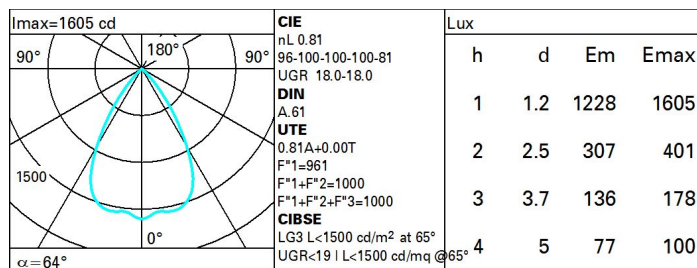 Imax=1605 cd
90° 180° 90°
1500
0°
α=64°
CIE
nL 0.81
96-100-100-100-81
UGR 18.0-18.0
DIN
A.61
UTE
0.81A+0.00T
F"1=961
F"1+F"2=1000
F"1+F"2+F"3=1000
CIBSE
LG3 L<1500 cd/m² at 65°
UGR<19 | L<1500 cd/mq @65°
Lux
h d Em Emax
1 1.2 1228 1605
2 2.5 307 401
3 3.7 136 178
4 5 77 100